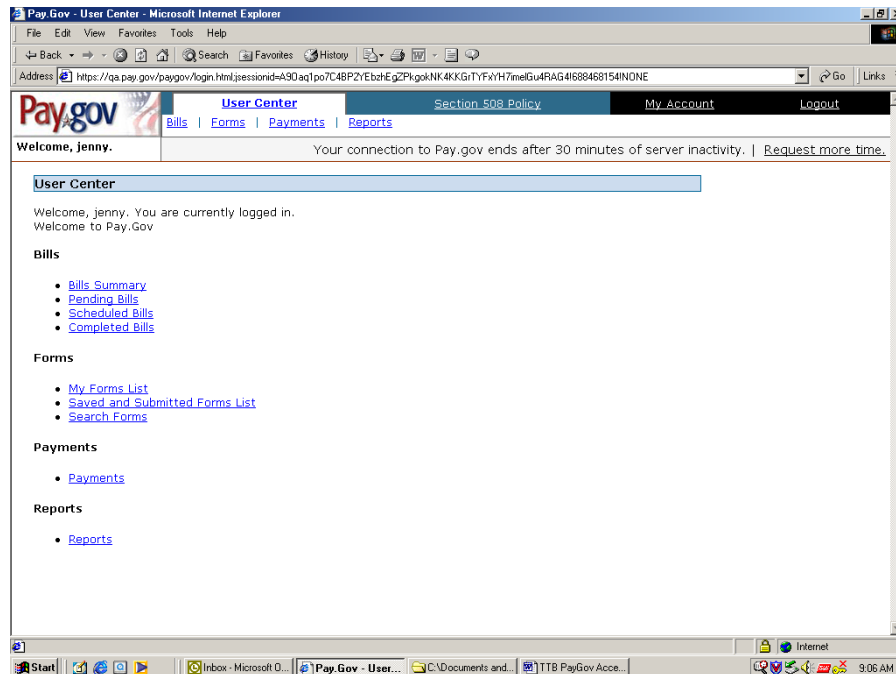 Pay.Gov - User Center - Microsoft Internet Explorer
File Edit View Favorites Tools Help
Back Search Favorites History
Address https://qa.pay.gov/paygov/login.html;jsessionid=A9Oaq1po7C4BPZYEbzhEgZPkgokNK4KKGrTYFxYH7imelGu4RAG4!688468154!NONE Go Links
Pay.gov User Center Section 508 Policy My Account Logout
Bills | Forms | Payments | Reports
Welcome, jenny. Your connection to Pay.gov ends after 30 minutes of server inactivity. | Request more time.
User Center
Welcome, jenny. You are currently logged in.
Welcome to Pay.Gov
Bills
• Bills Summary
• Pending Bills
• Scheduled Bills
• Completed Bills
Forms
• My Forms List
• Saved and Submitted Forms List
• Search Forms
Payments
• Payments
Reports
• Reports
Internet
Start Inbox - Microsoft O... Pay.Gov - User... C:\Documents and... TTB PayGov Acce... 9:06 AM